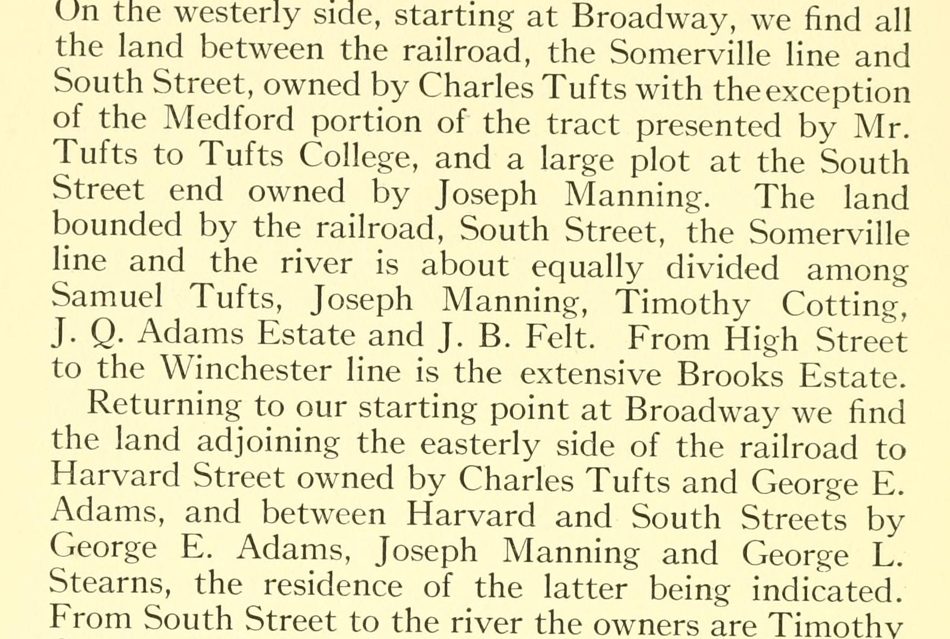 On the westerly side, starting at Broadway, we find all
the land between the railroad, the Somerville line and
South Street, owned by Charles Tufts with the exception
of the Medford portion of the tract presented by Mr.
Tufts to Tufts College, and a large plot at the South
Street end owned by Joseph Manning. The land
bounded by the railroad, South Street, the Somerville
line and the river is about equally divided among
Samuel Tufts, Joseph Manning, Timothy Cotting,
J. Q. Adams Estate and J. B. Felt. From High Street
to the Winchester line is the extensive Brooks Estate.
Returning to our starting point at Broadway we find
the land adjoining the easterly side of the railroad to
Harvard Street owned by Charles Tufts and George E.
Adams, and between Harvard and South Streets by
George E. Adams, Joseph Manning and George L.
Stearns, the residence of the latter being indicated.
From South Street to the river the owners are Timothy